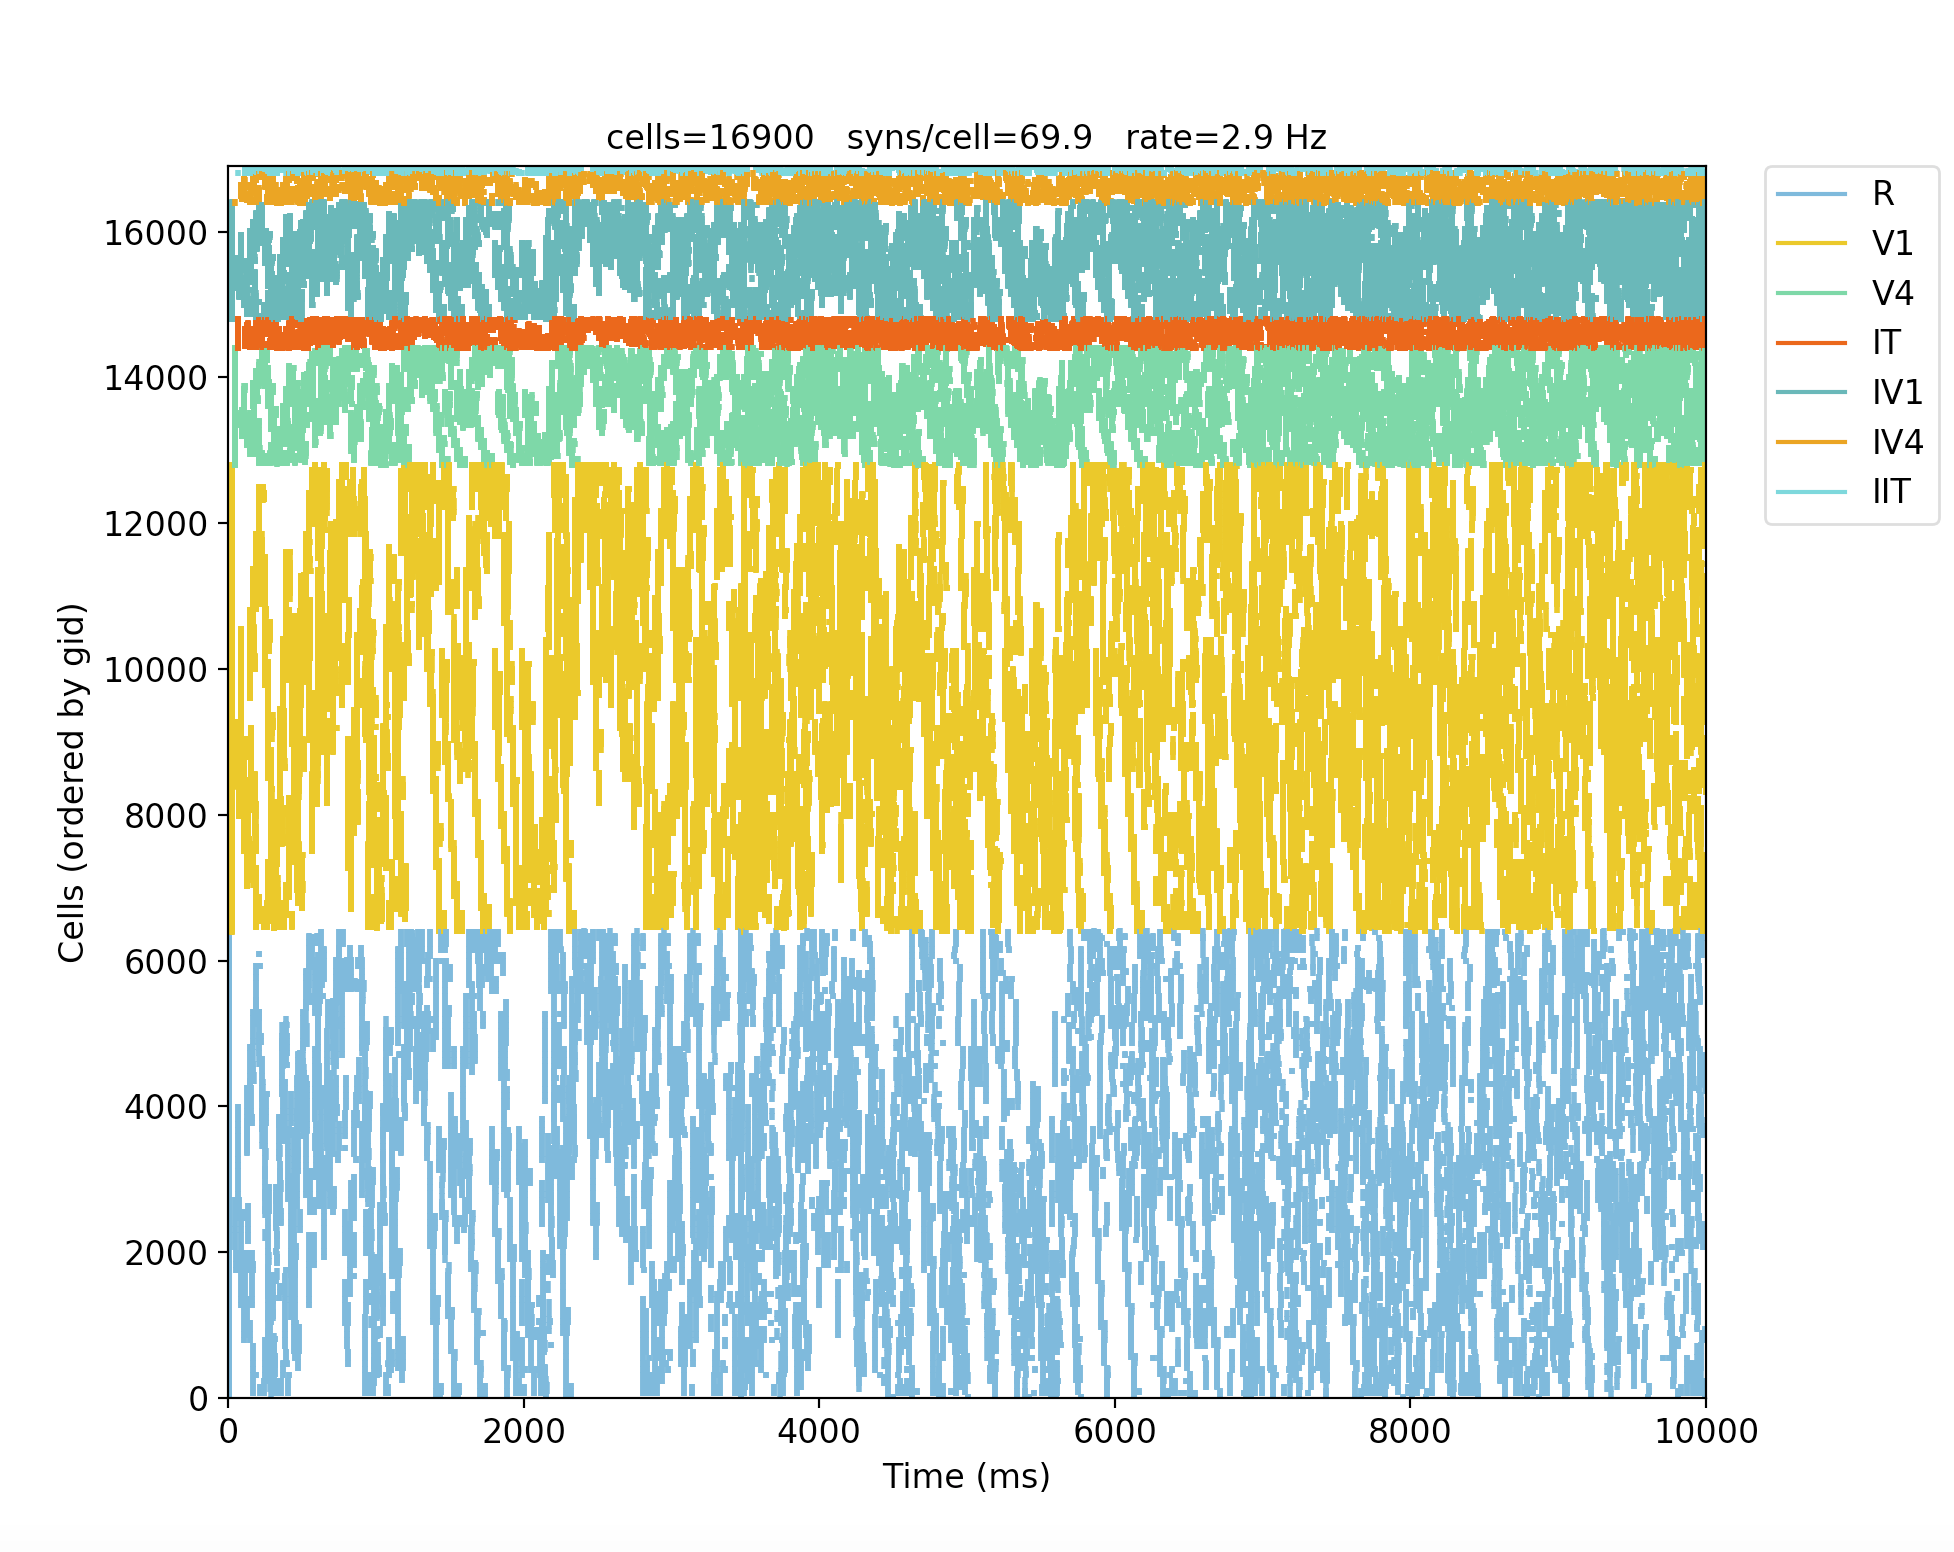 cells=16900   syns/cell=69.9   rate=2.9 Hz
Cells (ordered by gid)
16000
14000
12000
10000
8000
6000
4000
2000
0
0 2000 4000 6000 8000 10000
Time (ms)
R
V1
V4
IT
IV1
IV4
IIT